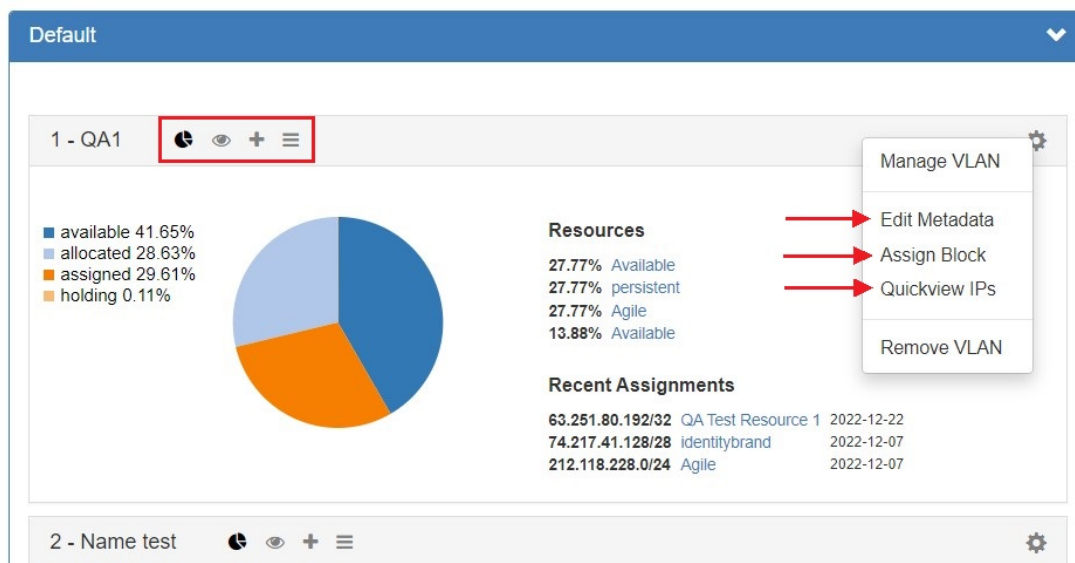 Default
1 - QA1
Manage VLAN
Edit Metadata
Assign Block
Quickview IPs
Remove VLAN
available 41.65%
allocated 28.63%
assigned 29.61%
holding 0.11%
Resources
27.77% Available
27.77% persistent
27.77% Agile
13.88% Available
Recent Assignments
63.251.80.192/32 QA Test Resource 1 2022-12-22
74.217.41.128/28 identitybrand 2022-12-07
212.118.228.0/24 Agile 2022-12-07
2 - Name test